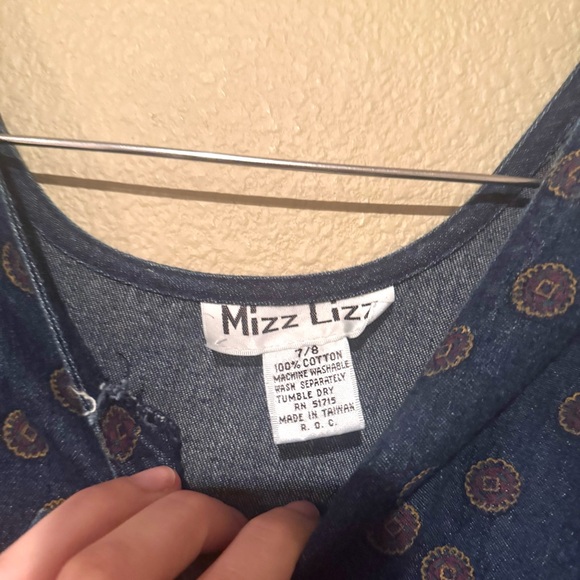 Mizz Lizz
7/8
100% COTTON
MACHINE WASHABLE
WASH SEPARATELY
TUMBLE DRY
RN 51715
MADE IN TAIWAN
R. O. C.